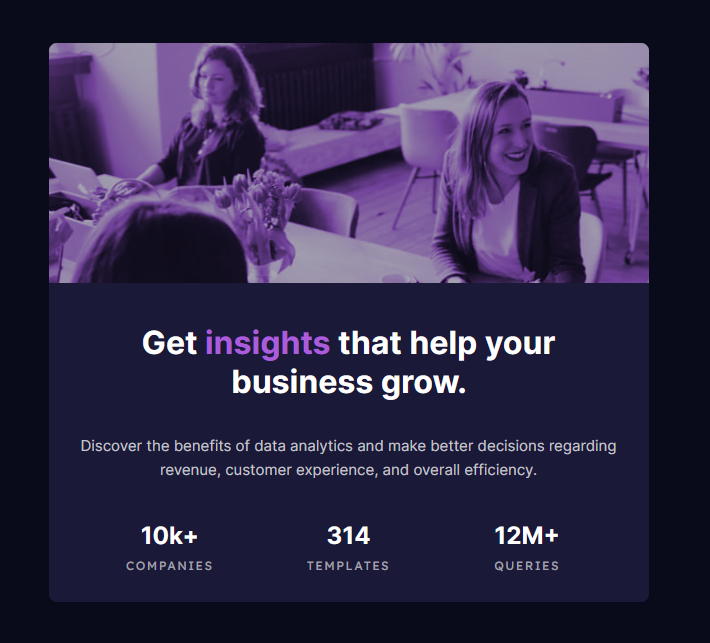 Get insights that help your
business grow.
Discover the benefits of data analytics and make better decisions regarding
revenue, customer experience, and overall efficiency.
10k+
COMPANIES
314
TEMPLATES
12M+
QUERIES